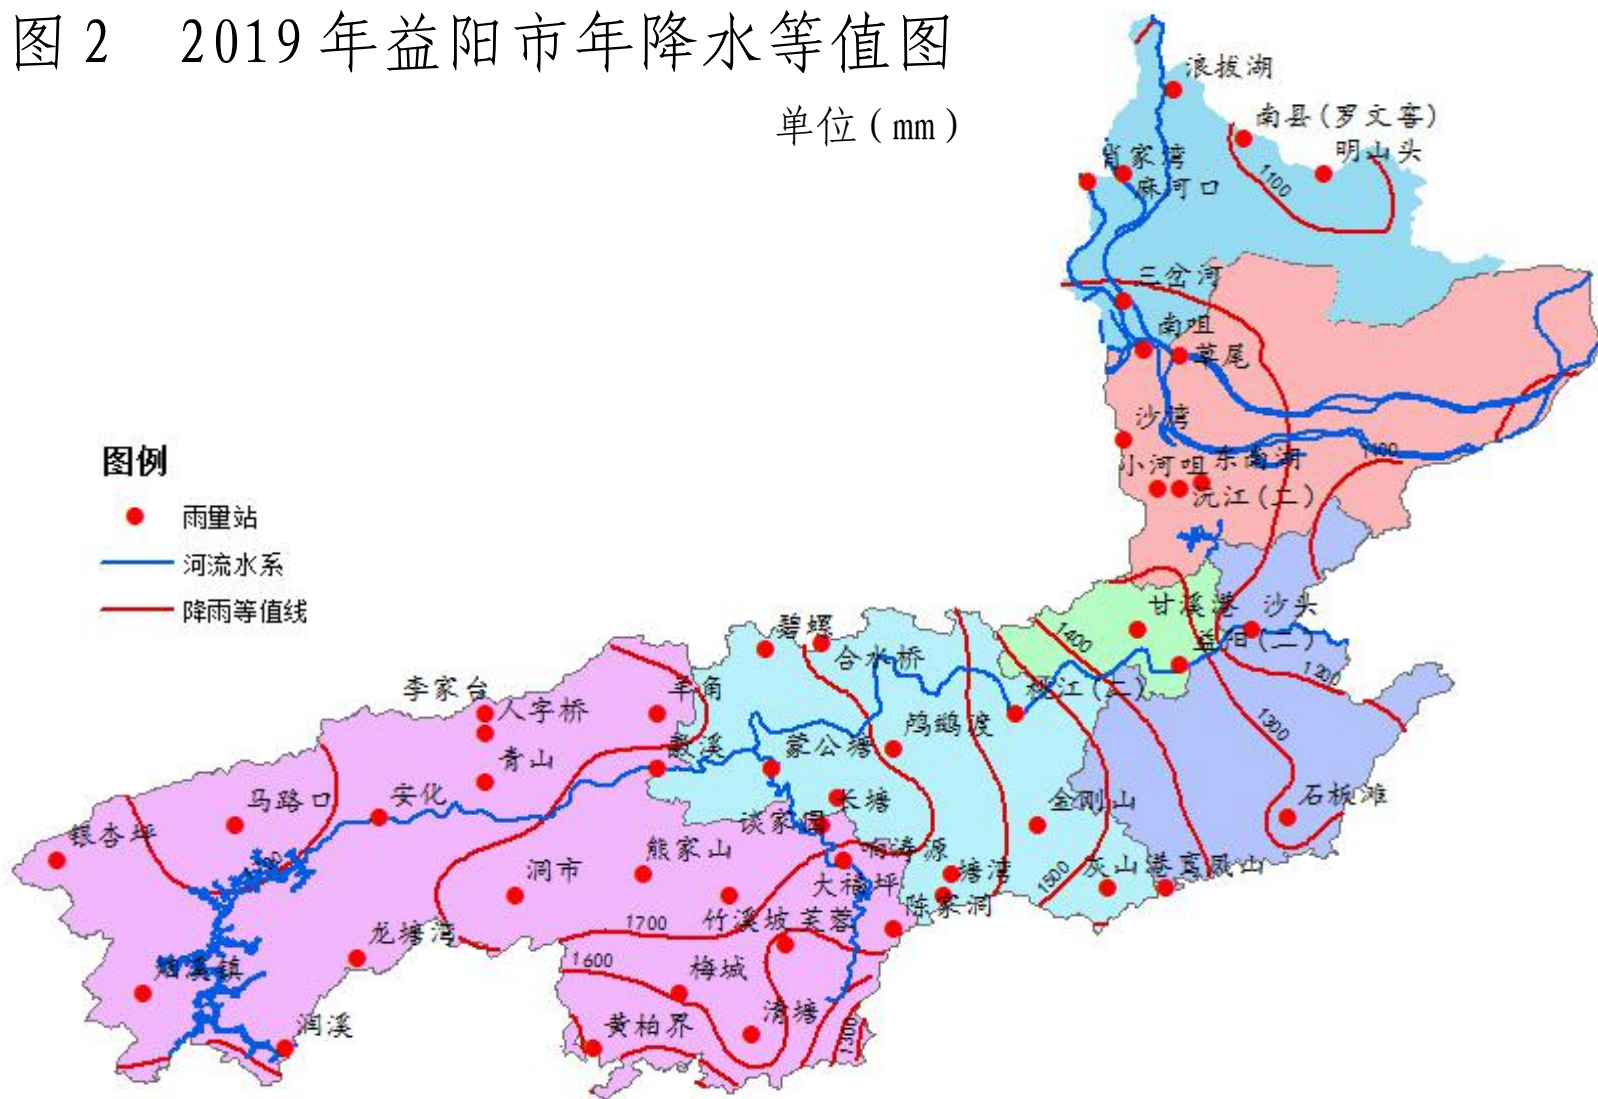 图2 2019年益阳市年降水等值图
单位(mm)
浪拔湖
南县(罗文窖)
明山头
肖家湾
麻河口
1100
三岔河
南咀
草尾
沙湾
1100
小河咀
东南湖
沅江(二)
图例
雨量站
河流水系
降雨等值线
甘溪港
沙头
益阳(二)
1400
1200
碧螺
合水桥
桃江(二)
李家台
人字桥
羊角
鸬鹚渡
1300
青山
敷溪
蒙公塘
马路口
安化
长塘
金刚山
石板滩
银杏坪
谈家园
洞市
熊家山
响涛源
塘湾
1500
灰山港
鸾凤山
大福坪
陈家洞
龙塘湾
1700
竹溪坡
芙蓉
1600
梅城
润溪
黄柏界
清塘
1300